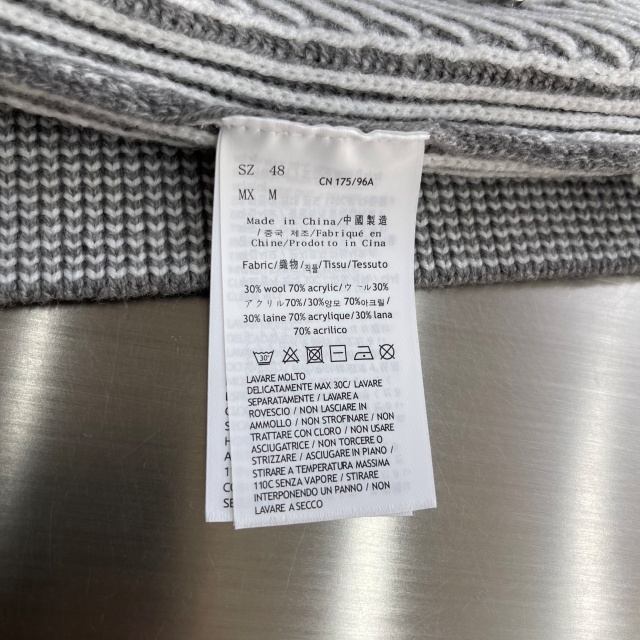 SZ 48 CN 175/96A
MX M
Made in China/中國製造
/중국 제조/Fabriqué en
Chine/Prodotto in Cina
Fabric/織物/직물/Tissu/Tessuto
30% wool 70% acrylic/ウール30%
アクリル70%/30%양모 70%아크릴/
30% laine 70% acrylique/30% lana
70% acrilico
30
LAVARE MOLTO
DELICATAMENTE MAX 30C/ LAVARE
SEPARATAMENTE / LAVARE A
ROVESCIO / NON LASCIARE IN
AMMOLLO / NON STROFINARE / NON
TRATTARE CON CLORO / NON USARE
ASCIUGATRICE / NON TORCERE O
STRIZZARE / ASCIUGARE IN PIANO /
STIRARE A TEMPERATURA MASSIMA
110C SENZA VAPORE / STIRARE
INTERPONENDO UN PANNO / NON
LAVARE A SECCO